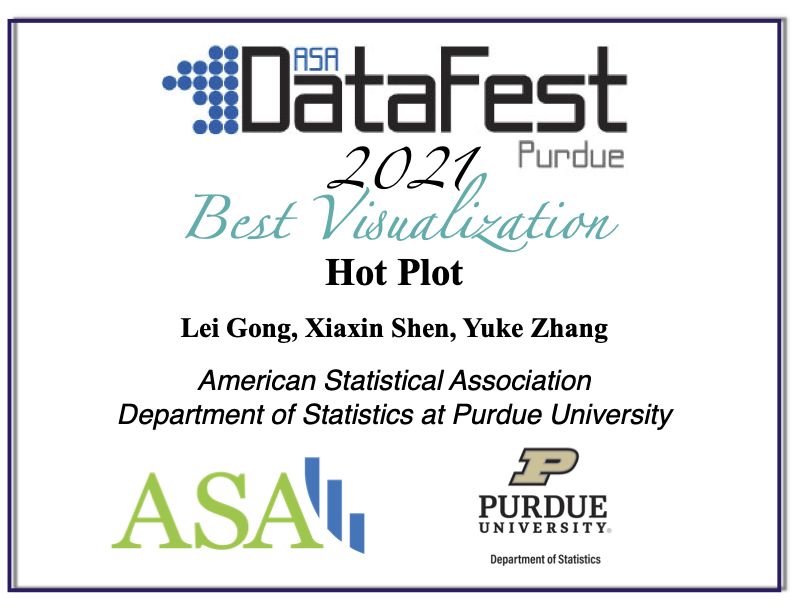 ASA
DataFest
Purdue
2021
Best Visualization
Hot Plot
Lei Gong, Xiaxin Shen, Yuke Zhang
American Statistical Association
Department of Statistics at Purdue University
ASA
P
PURDUE
UNIVERSITY®
Department of Statistics